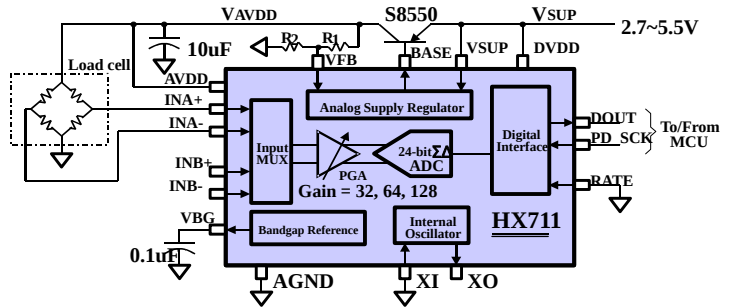 VAVDD
S8550
VSUP
2.7~5.5V
R2
R1
10uF
BASE
VSUP
DVDD
VFB
Load cell
AVDD
INA+
Analog Supply Regulator
DOUT
INA-
Input
MUX
24-bit ΣΔ
ADC
Digital
Interface
PD_SCK
To/From
MCU
INB+
PGA
INB-
Gain = 32, 64, 128
RATE
VBG
Bandgap Reference
Internal
Oscillator
HX711
0.1uF
AGND
XI
XO